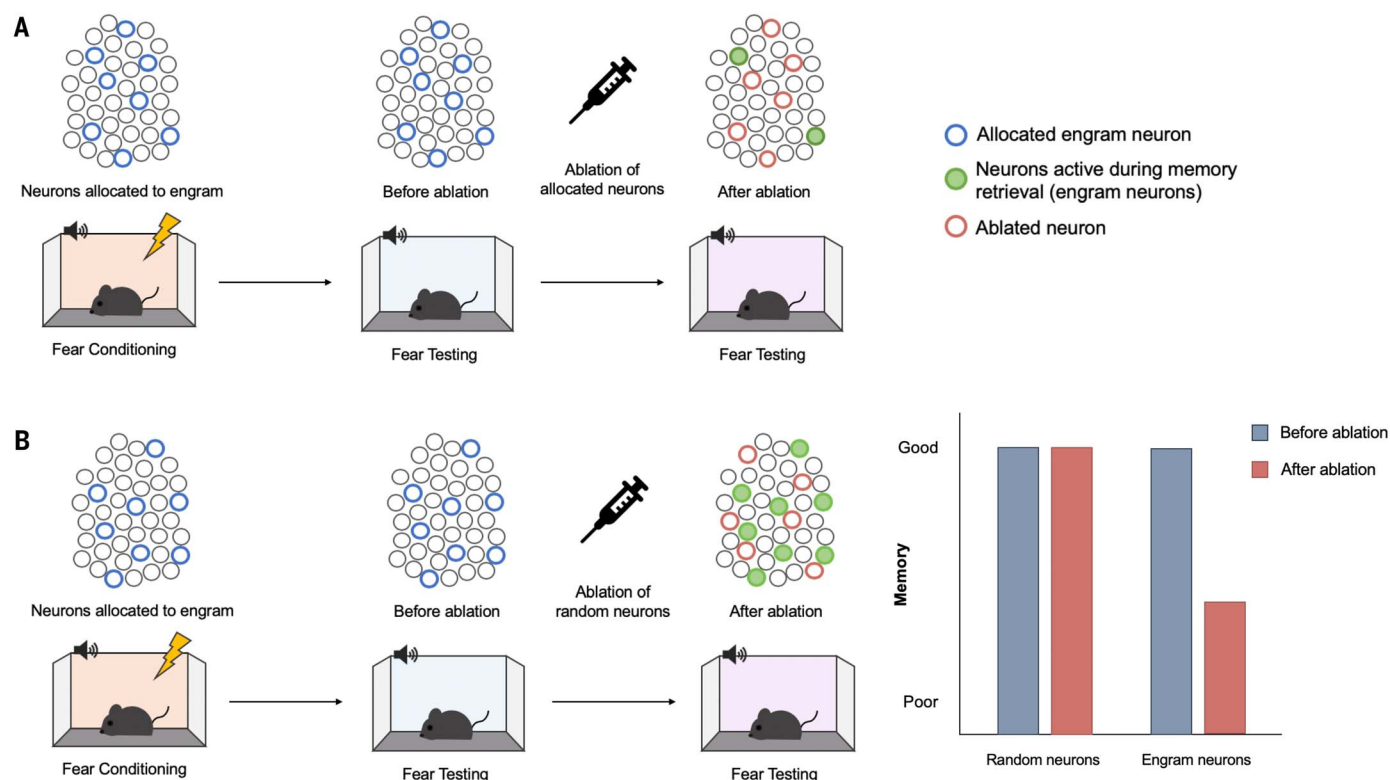 A
Neurons allocated to engram
Before ablation
Ablation of
allocated neurons
After ablation
Allocated engram neuron
Neurons active during memory
retrieval (engram neurons)
Ablated neuron
Fear Conditioning
Fear Testing
Fear Testing
B
Neurons allocated to engram
Before ablation
Ablation of
random neurons
After ablation
Fear Conditioning
Fear Testing
Fear Testing
Before ablation
After ablation
Good
Memory
Poor
Random neurons
Engram neurons